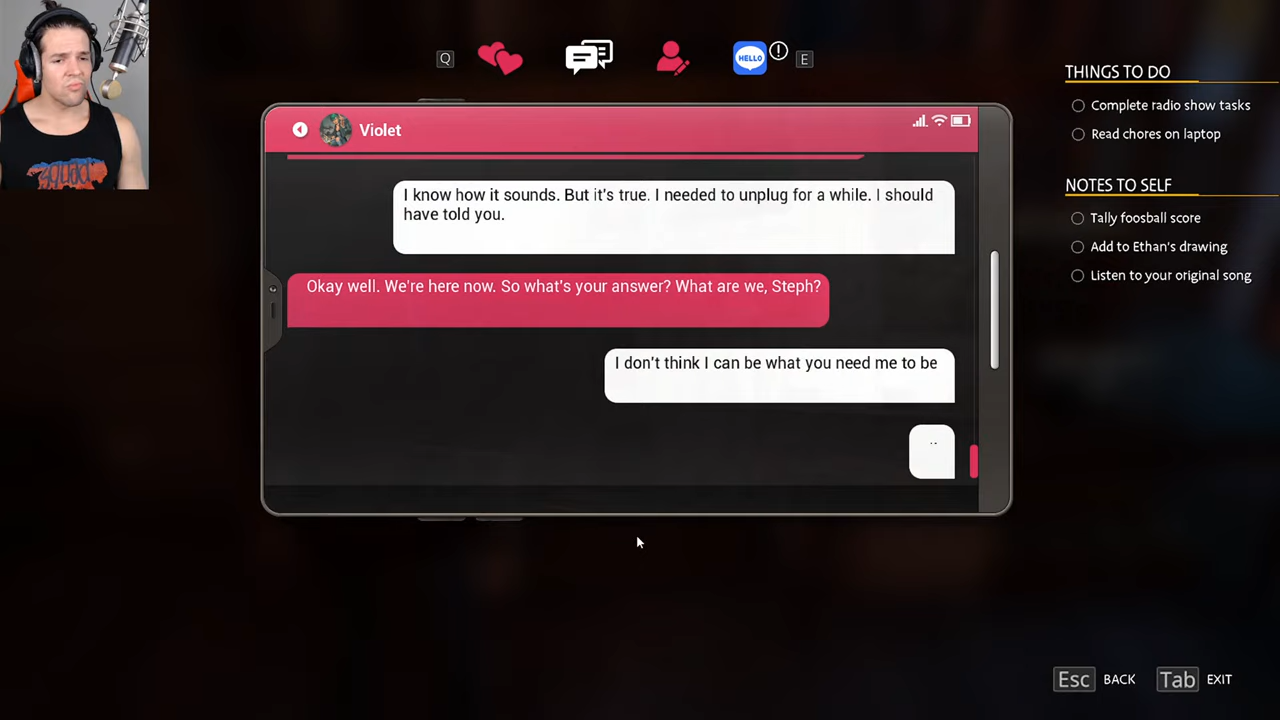 Q
HELLO
!
E
THINGS TO DO
Complete radio show tasks
Read chores on laptop
NOTES TO SELF
Tally foosball score
Add to Ethan's drawing
Listen to your original song
Violet
I know how it sounds. But it's true. I needed to unplug for a while. I should
have told you.
Okay well. We're here now. So what's your answer? What are we, Steph?
I don't think I can be what you need me to be
..
Esc BACK Tab EXIT